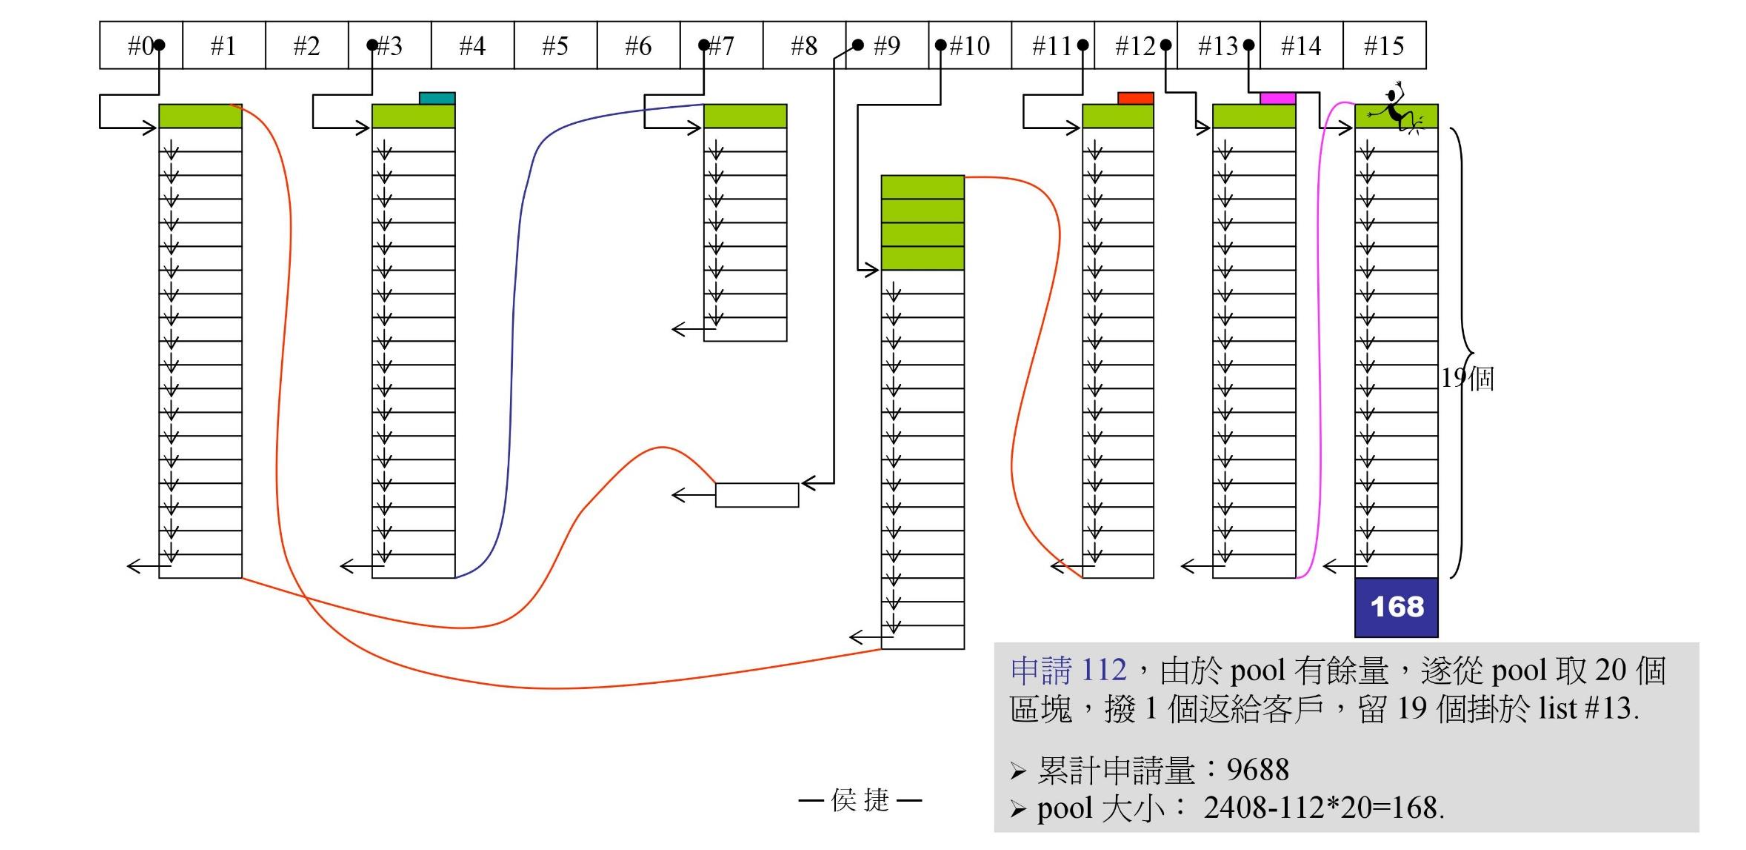 #0 #1 #2 #3 #4 #5 #6 #7 #8 #9 #10 #11 #12 #13 #14 #15
19個
168
申請 112，由於 pool 有餘量，遂從 pool 取 20 個
區塊，撥 1 個返給客戶，留 19 個掛於 list #13.
➢ 累計申請量：9688
➢ pool 大小： 2408-112*20=168.
— 侯 捷 —